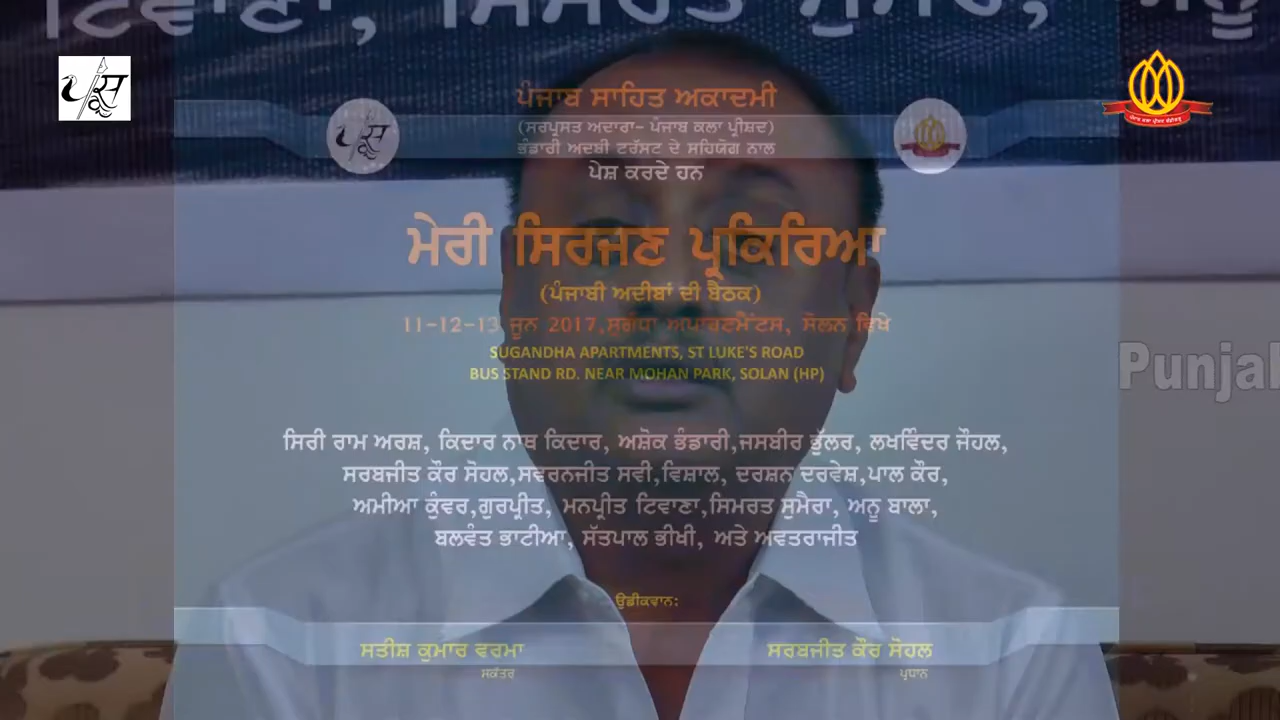 ਟਿਵਾਣਾ, ਸਿਮਰਤ ਸੁਮੈਰਾ, ਅਨੂ
ਪੰਜਾਬ ਸਾਹਿਤ ਅਕਾਦਮੀ
(ਸਰਪ੍ਰਸਤ ਅਦਾਰਾ- ਪੰਜਾਬ ਕਲਾ ਪ੍ਰੀਸ਼ਦ)
ਭੰਡਾਰੀ ਅਦਬੀ ਟਰੱਸਟ ਦੇ ਸਹਿਯੋਗ ਨਾਲ
ਪੇਸ਼ ਕਰਦੇ ਹਨ
ਮੇਰੀ ਸਿਰਜਣ ਪ੍ਰਕਿਰਿਆ
(ਪੰਜਾਬੀ ਅਦੀਬਾਂ ਦੀ ਬੈਠਕ)
11-12-13 ਜੂਨ 2017,ਸੁਗੰਧਾ ਅਪਾਰਟਮੈਂਟਸ, ਸੋਲਨ ਵਿਖੇ
SUGANDHA APARTMENTS, ST LUKE'S ROAD
BUS STAND RD. NEAR MOHAN PARK, SOLAN (HP)
Punjab
ਸਿਰੀ ਰਾਮ ਅਰਸ਼, ਕਿਦਾਰ ਨਾਥ ਕਿਦਾਰ, ਅਸ਼ੋਕ ਭੰਡਾਰੀ,ਜਸਬੀਰ ਭੁੱਲਰ, ਲਖਵਿੰਦਰ ਜੌਹਲ,
ਸਰਬਜੀਤ ਕੌਰ ਸੋਹਲ,ਸਵਰਨਜੀਤ ਸਵੀ,ਵਿਸ਼ਾਲ, ਦਰਸ਼ਨ ਦਰਵੇਸ਼,ਪਾਲ ਕੌਰ,
ਅਮੀਆ ਕੁੰਵਰ,ਗੁਰਪ੍ਰੀਤ, ਮਨਪ੍ਰੀਤ ਟਿਵਾਣਾ,ਸਿਮਰਤ ਸੁਮੈਰਾ, ਅਨੂ ਬਾਲਾ,
ਬਲਵੰਤ ਭਾਟੀਆ, ਸੱਤਪਾਲ ਭੀਖੀ, ਅਤੇ ਅਵਤਰਾਜੀਤ
ਉਡੀਕਵਾਨ:
ਸਤੀਸ਼ ਕੁਮਾਰ ਵਰਮਾ
ਸਕੱਤਰ
ਸਰਬਜੀਤ ਕੌਰ ਸੋਹਲ
ਪ੍ਰਧਾਨ